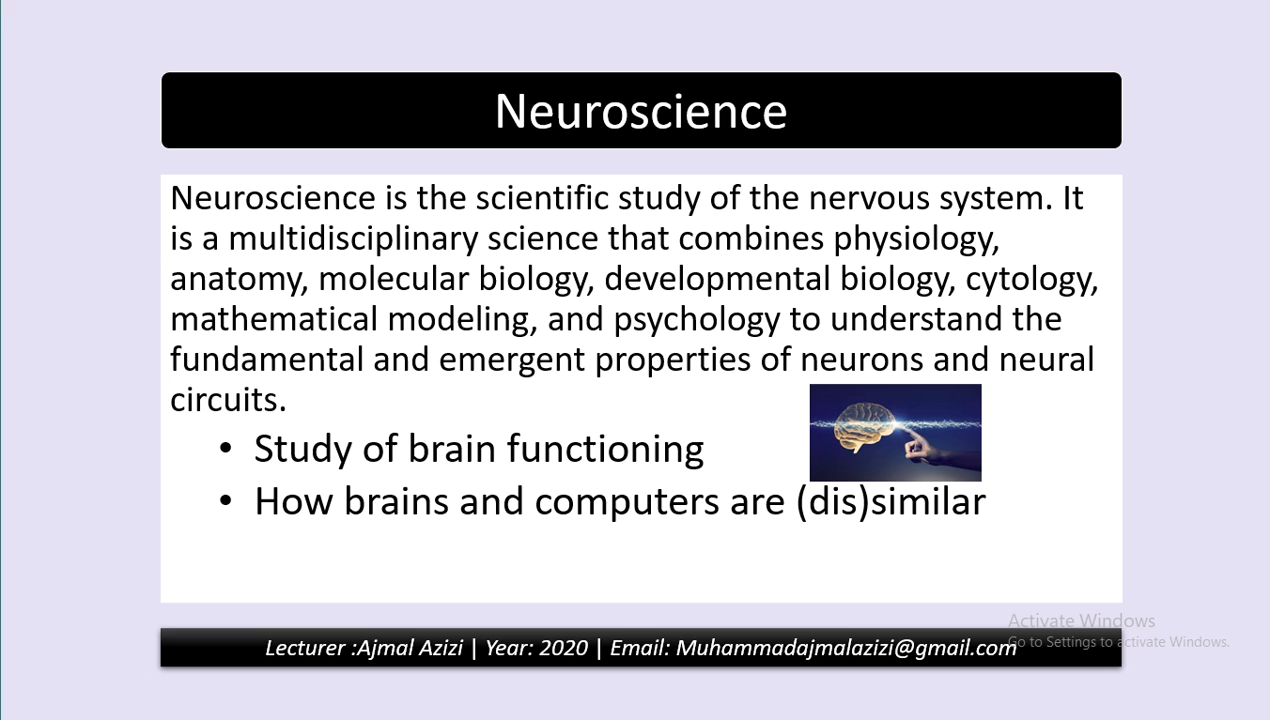 Neuroscience
Neuroscience is the scientific study of the nervous system. It
is a multidisciplinary science that combines physiology,
anatomy, molecular biology, developmental biology, cytology,
mathematical modeling, and psychology to understand the
fundamental and emergent properties of neurons and neural
circuits.
• Study of brain functioning
• How brains and computers are (dis)similar
Activate Windows
Go to Settings to activate Windows.
Lecturer :Ajmal Azizi | Year: 2020 | Email: Muhammadajmalazizi@gmail.com